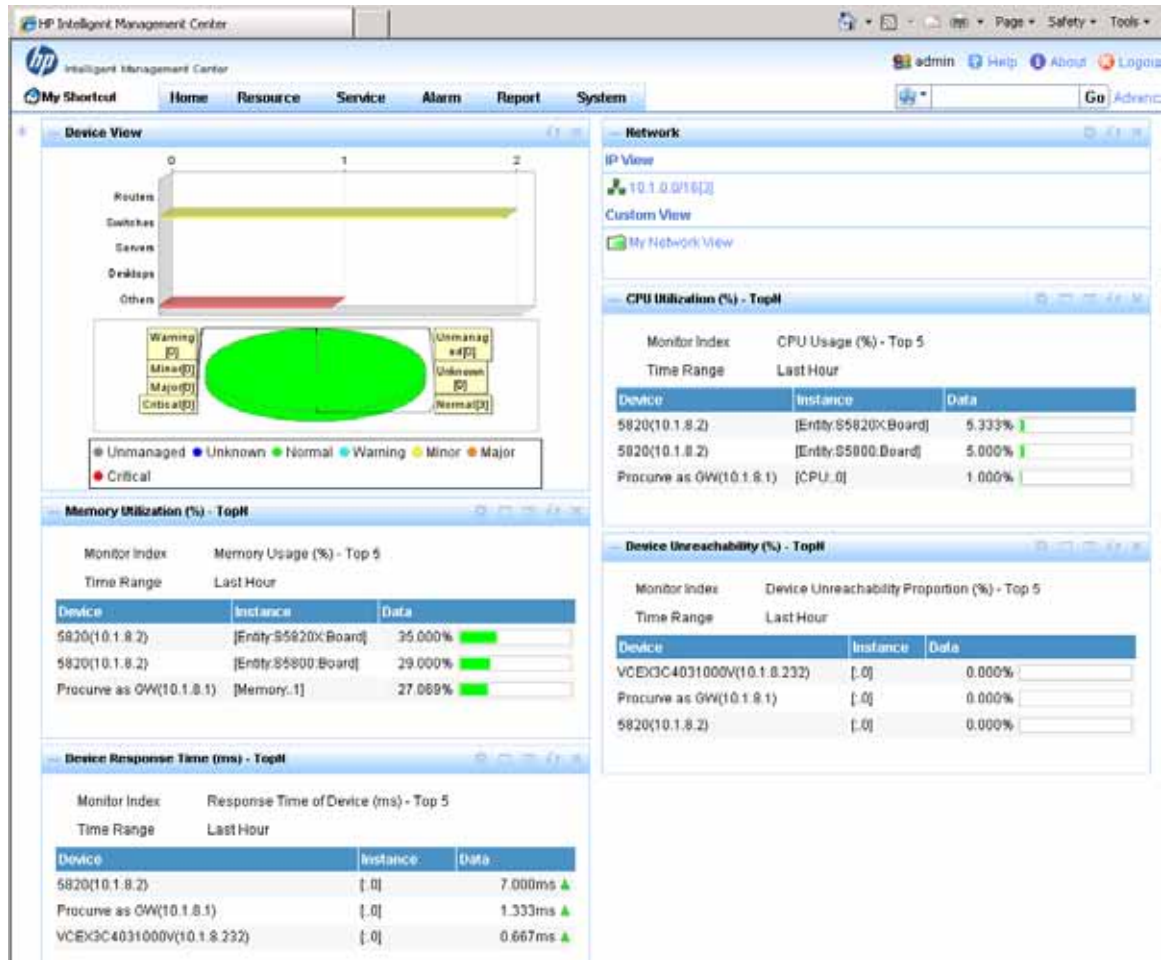 HP Intelligent Management Center
Page Safety Tools
hp
Intelligent Management Center
admin Help About
My Shortcut Home Resource Service Alarm Report System
Go
Device View
0 1 2
Routers
Switches
Servers
Desktops
Others
Warning [0]
Minor[0]
Major[0]
Critical[0]
Unmanag
ed[0]
Unknown
[0]
Normal[3]
Unmanaged Unknown Normal Warning Minor Major
Critical
Memory Utilization (%) - TopN
Monitor Index Memory Usage (%) - Top 5
Time Range Last Hour
Device Instance Data
5820(10.1.8.2) [Entity:S5820X:Board] 35.000%
5820(10.1.8.2) [Entity:S5800:Board] 29.000%
Procurve as GW(10.1.8.1) [Memory:.1] 27.069%
Device Response Time (ms) - TopN
Monitor Index Response Time of Device (ms) - Top 5
Time Range Last Hour
Device Instance Data
5820(10.1.8.2) [:.0] 7.000ms
Procurve as GW(10.1.8.1) [:.0] 1.333ms
VCEX3C4031000V(10.1.8.232) [:.0] 0.667ms
Network
IP View
10.1.0.0/16[3]
Custom View
My Network View
CPU Utilization (%) - TopN
Monitor Index CPU Usage (%) - Top 5
Time Range Last Hour
Device Instance Data
5820(10.1.8.2) [Entity:S5820X:Board] 5.333%
5820(10.1.8.2) [Entity:S5800:Board] 5.000%
Procurve as GW(10.1.8.1) [CPU:.0] 1.000%
Device Unreachability (%) - TopN
Monitor Index Device Unreachability Proportion (%) - Top 5
Time Range Last Hour
Device Instance Data
VCEX3C4031000V(10.1.8.232) [:.0] 0.000%
Procurve as GW(10.1.8.1) [:.0] 0.000%
5820(10.1.8.2) [:.0] 0.000%